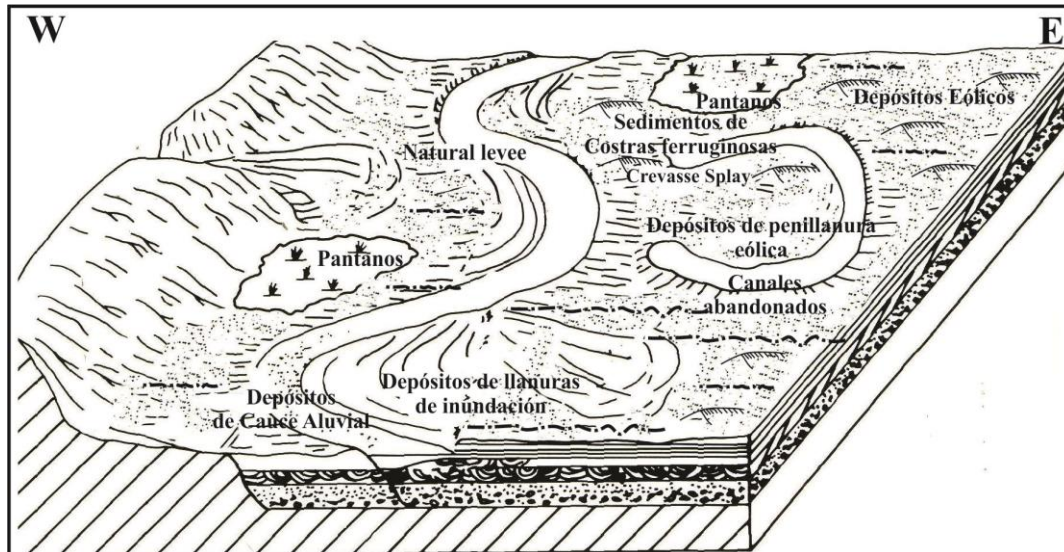 W
E
Pantanos
Depósitos Eólicos
Sedimentos de
Costras ferruginosas
Natural levee
Crevasse Splay
Depósitos de penillanura
eólica
Pantanos
Canales
abandonados
Depósitos de llanuras
de inúndación
Depósitos
de Cauce Aluvial